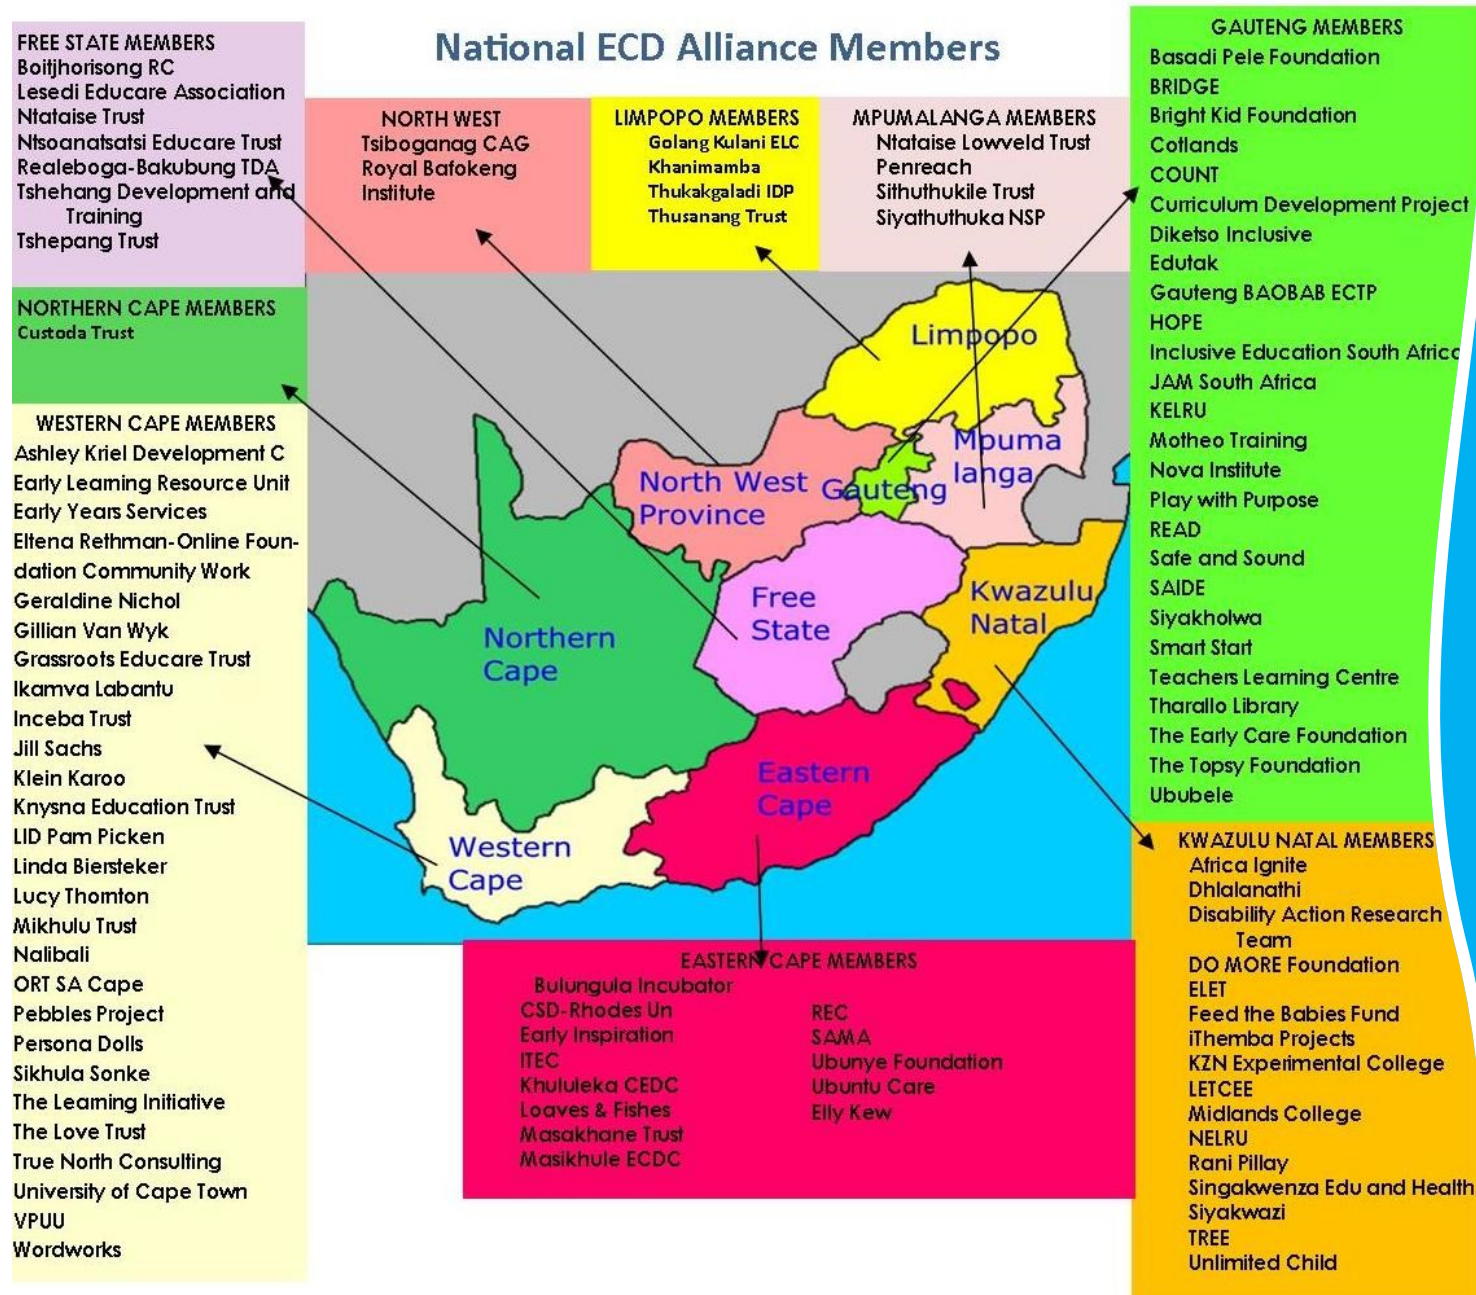 National ECD Alliance Members
FREE STATE MEMBERS
Boitjhorisong RC
Lesedi Educare Association
Ntataise Trust
Ntsoanatsatsi Educare Trust
Realeboga-Bakubung TDA
Tshehang Development and
Training
Tshepang Trust
NORTH WEST
Tsiboganag CAG
Royal Bafokeng
Institute
LIMPOPO MEMBERS
Golang Kulani ELC
Khanimamba
Thukakgaladi IDP
Thusanang Trust
MPUMALANGA MEMBERS
Ntataise Lowveld Trust
Penreach
Sithuthukile Trust
Siyathuthuka NSP
GAUTENG MEMBERS
Basadi Pele Foundation
BRIDGE
Bright Kid Foundation
Cotlands
COUNT
Curriculum Development Project
Diketso Inclusive
Edutak
Gauteng BAOBAB ECTP
HOPE
Inclusive Education South Africa
JAM South Africa
KELRU
Motheo Training
Nova Institute
Play with Purpose
READ
Safe and Sound
SAIDE
Siyakholwa
Smart Start
Teachers Learning Centre
Tharallo Library
The Early Care Foundation
The Topsy Foundation
Ububele
NORTHERN CAPE MEMBERS
Custoda Trust
WESTERN CAPE MEMBERS
Ashley Kriel Development C
Early Learning Resource Unit
Early Years Services
Eltena Rethman-Online Foun-
dation Community Work
Geraldine Nichol
Gillian Van Wyk
Grassroots Educare Trust
Ikamva Labantu
Inceba Trust
Jill Sachs
Klein Karoo
Knysna Education Trust
LID Pam Picken
Linda Biersteker
Lucy Thornton
Mikhulu Trust
Nalibali
ORT SA Cape
Pebbles Project
Persona Dolls
Sikhula Sonke
The Learning Initiative
The Love Trust
True North Consulting
University of Cape Town
VPUU
Wordworks
Limpopo
Mpuma
langa
North West
Province
Gauteng
Free
State
Kwazulu
Natal
Northern
Cape
Eastern
Cape
Western
Cape
EASTERN CAPE MEMBERS
Bulungula Incubator
CSD-Rhodes Un
Early Inspiration
ITEC
Khululeka CEDC
Loaves & Fishes
Masakhane Trust
Masikhule ECDC
REC
SAMA
Ubunye Foundation
Ubuntu Care
Elly Kew
KWAZULU NATAL MEMBERS
Africa Ignite
Dhlalanathi
Disability Action Research
Team
DO MORE Foundation
ELET
Feed the Babies Fund
iThemba Projects
KZN Experimental College
LETCEE
Midlands College
NELRU
Rani Pillay
Singakwenza Edu and Health
Siyakwazi
TREE
Unlimited Child